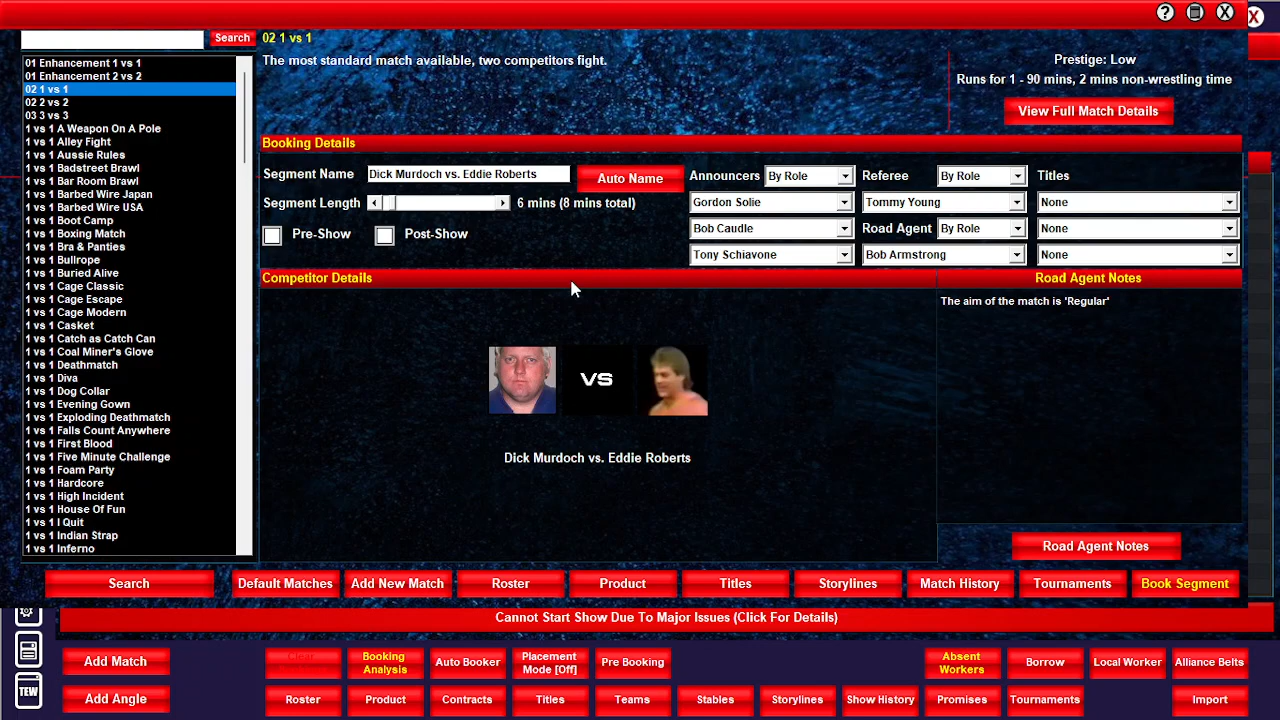 ?
X
X
Search
02 1 vs 1
01 Enhancement 1 vs 1
01 Enhancement 2 vs 2
02 1 vs 1
02 2 vs 2
03 3 vs 3
1 vs 1 A Weapon On A Pole
1 vs 1 Alley Fight
1 vs 1 Aussie Rules
1 vs 1 Badstreet Brawl
1 vs 1 Bar Room Brawl
1 vs 1 Barbed Wire Japan
1 vs 1 Barbed Wire USA
1 vs 1 Boot Camp
1 vs 1 Boxing Match
1 vs 1 Bra & Panties
1 vs 1 Bullrope
1 vs 1 Buried Alive
1 vs 1 Cage Classic
1 vs 1 Cage Escape
1 vs 1 Cage Modern
1 vs 1 Casket
1 vs 1 Catch as Catch Can
1 vs 1 Coal Miner's Glove
1 vs 1 Deathmatch
1 vs 1 Diva
1 vs 1 Dog Collar
1 vs 1 Evening Gown
1 vs 1 Exploding Deathmatch
1 vs 1 Falls Count Anywhere
1 vs 1 First Blood
1 vs 1 Five Minute Challenge
1 vs 1 Foam Party
1 vs 1 Hardcore
1 vs 1 High Incident
1 vs 1 House Of Fun
1 vs 1 I Quit
1 vs 1 Indian Strap
1 vs 1 Inferno
The most standard match available, two competitors fight.
Prestige: Low
Runs for 1 - 90 mins, 2 mins non-wrestling time
View Full Match Details
Booking Details
Segment Name Dick Murdoch vs. Eddie Roberts Auto Name
Segment Length 6 mins (8 mins total)
Pre-Show Post-Show
Announcers By Role Referee By Role Titles
Gordon Solie Tommy Young None
Bob Caudle Road Agent By Role None
Tony Schiavone Bob Armstrong None
Competitor Details
Road Agent Notes
The aim of the match is 'Regular'
VS
Dick Murdoch vs. Eddie Roberts
Road Agent Notes
Search Default Matches Add New Match Roster Product Titles Storylines Match History Tournaments Book Segment
Cannot Start Show Due To Major Issues (Click For Details)
TEW
Add Match
Add Angle
Booking Analysis
Auto Booker
Placement Mode [Off]
Pre Booking
Absent Workers
Borrow
Local Worker
Alliance Belts
Roster Product Contracts Titles Teams Stables Storylines Show History Promises Tournaments Import